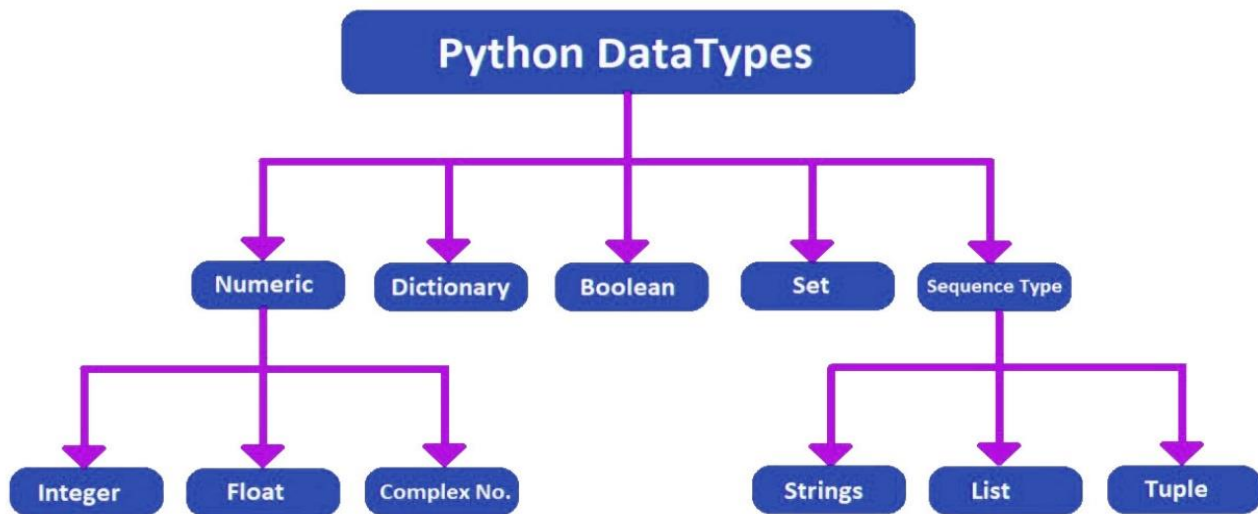 Python DataTypes
Numeric
Dictionary
Boolean
Set
Sequence Type
Integer
Float
Complex No.
Strings
List
Tuple